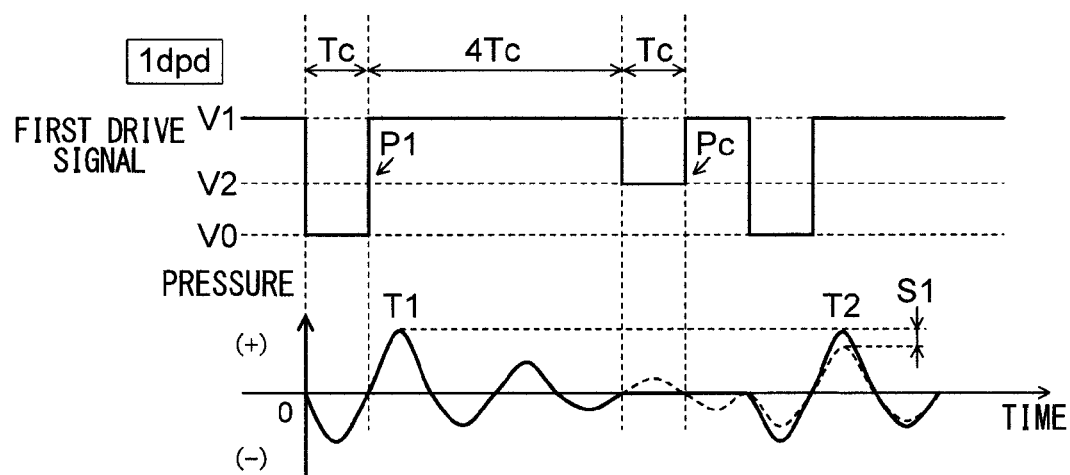 1dpd
Tc 4Tc Tc
FIRST DRIVE
SIGNAL
V1
P1
Pc
V2
V0
PRESSURE
T1
T2
S1
(+)
0
TIME
(−)